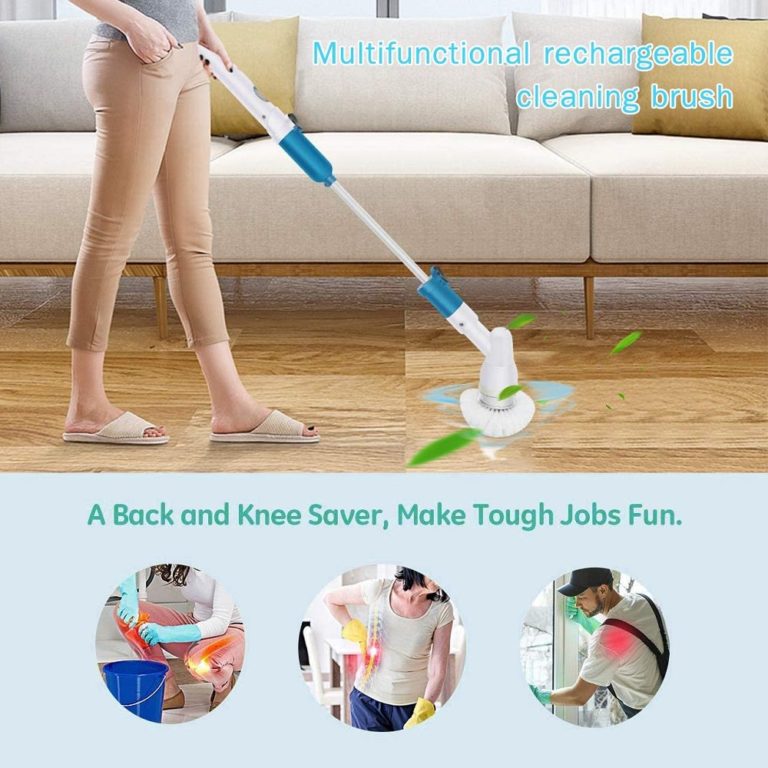 Multifunctional rechargeable
cleaning brush
A Back and Knee Saver, Make Tough Jobs Fun.